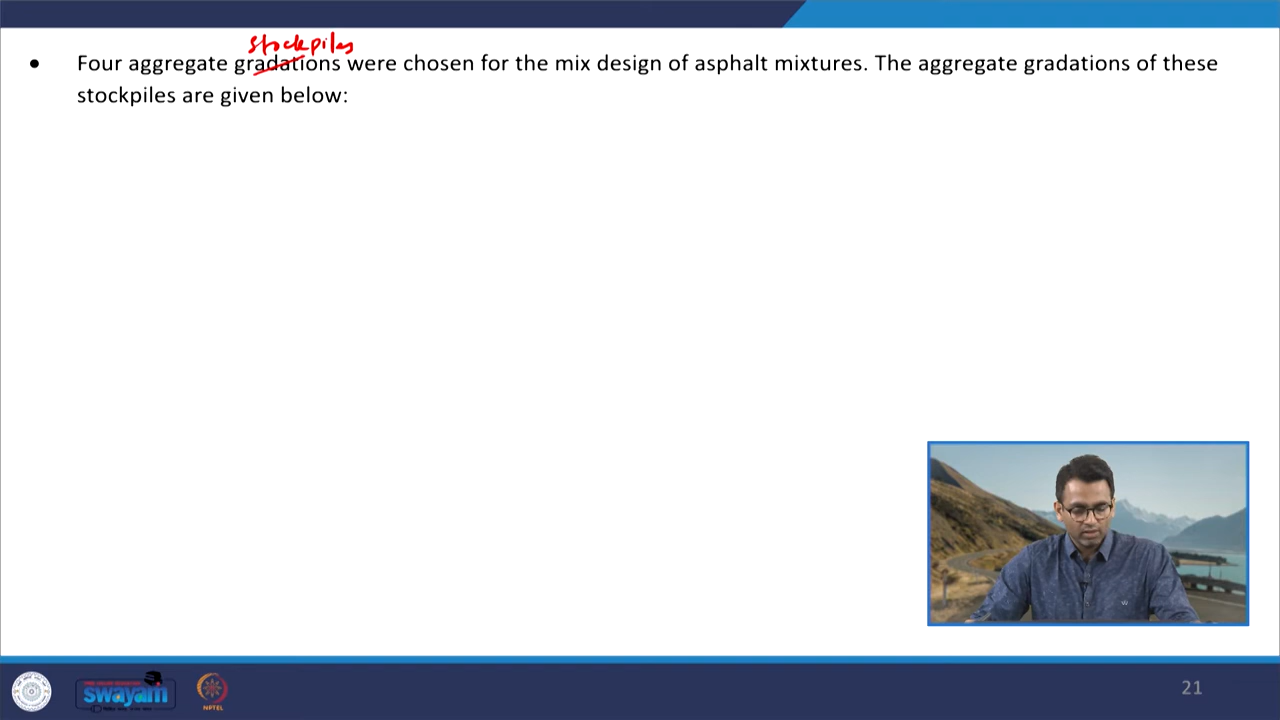 stockpiles
• Four aggregate gradations were chosen for the mix design of asphalt mixtures. The aggregate gradations of these
stockpiles are given below:
swayam
NPTEL
21